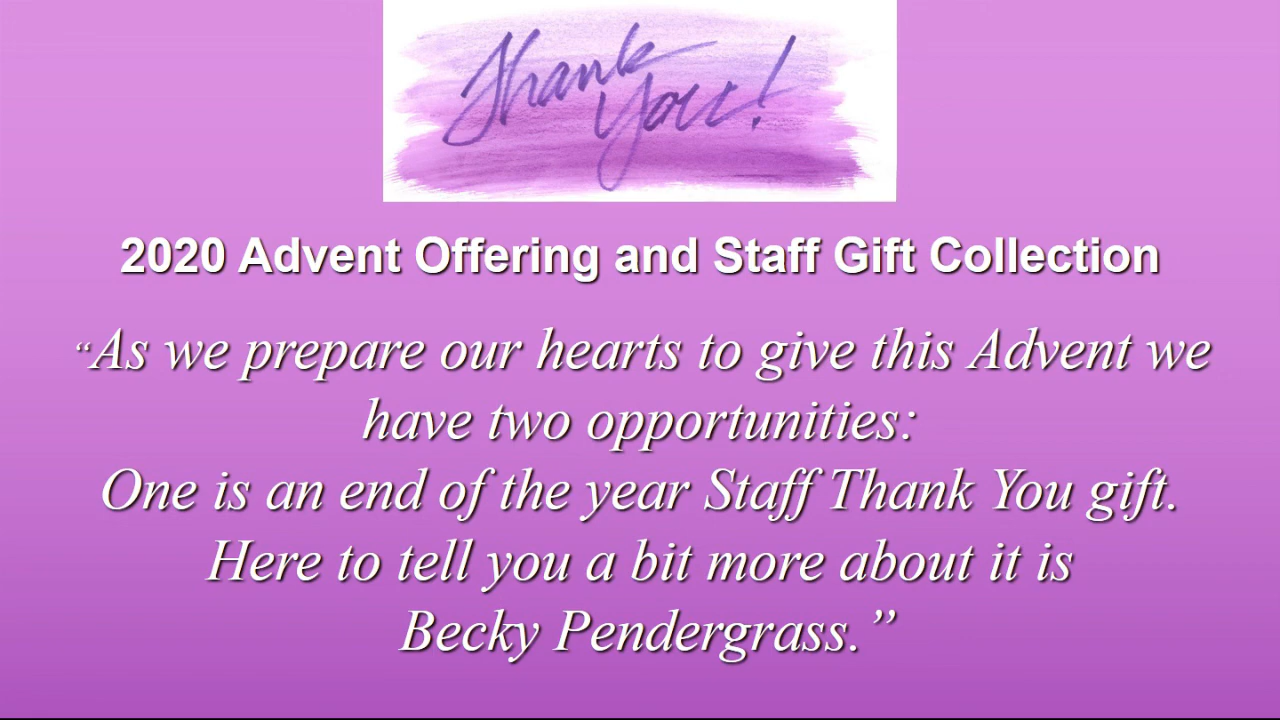 Thank
You!
2020 Advent Offering and Staff Gift Collection
“As we prepare our hearts to give this Advent we
have two opportunities:
One is an end of the year Staff Thank You gift.
Here to tell you a bit more about it is
Becky Pendergrass.”